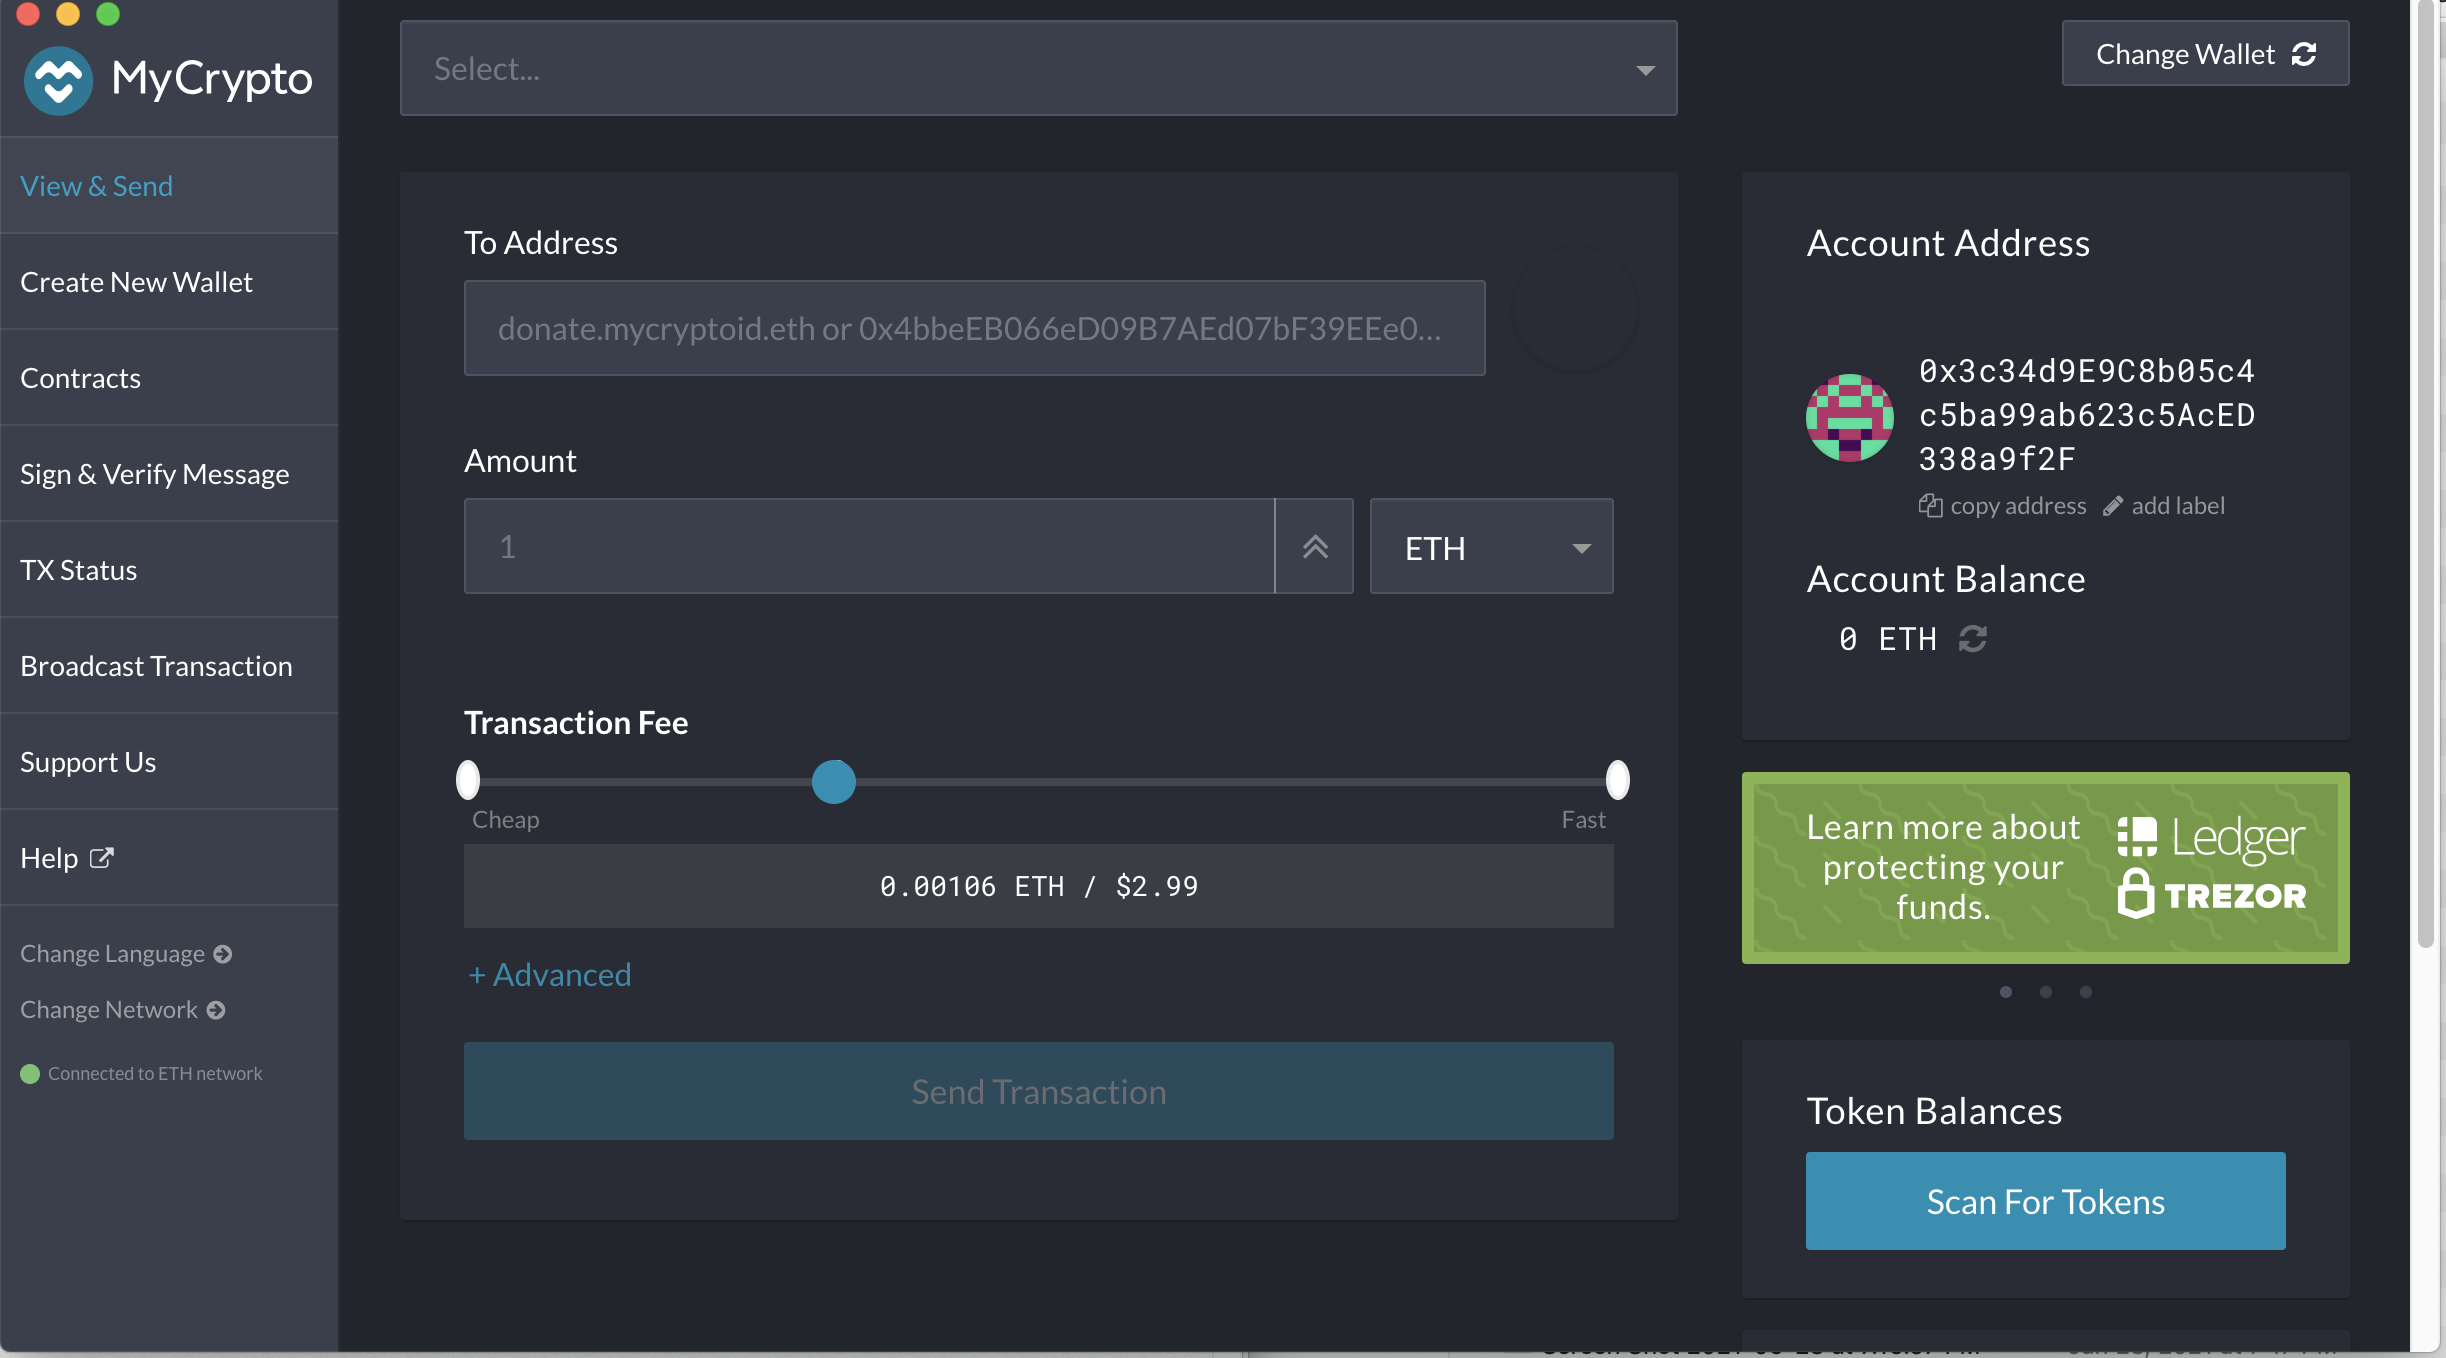 MyCrypto
View & Send
Create New Wallet
Contracts
Sign & Verify Message
TX Status
Broadcast Transaction
Support Us
Help
Change Language
Change Network
Connected to ETH network
Select...
Change Wallet
To Address
donate.mycryptoid.eth or 0x4bbeEB066eD09B7AEd07bF39EEe0...
Amount
1
ETH
Transaction Fee
Cheap
Fast
0.00106 ETH / $2.99
+ Advanced
Send Transaction
Account Address
0x3c34d9E9C8b05c4
c5ba99ab623c5AcED
338a9f2F
copy address
add label
Account Balance
0 ETH
Learn more about
protecting your
funds.
Ledger
TREZOR
Token Balances
Scan For Tokens